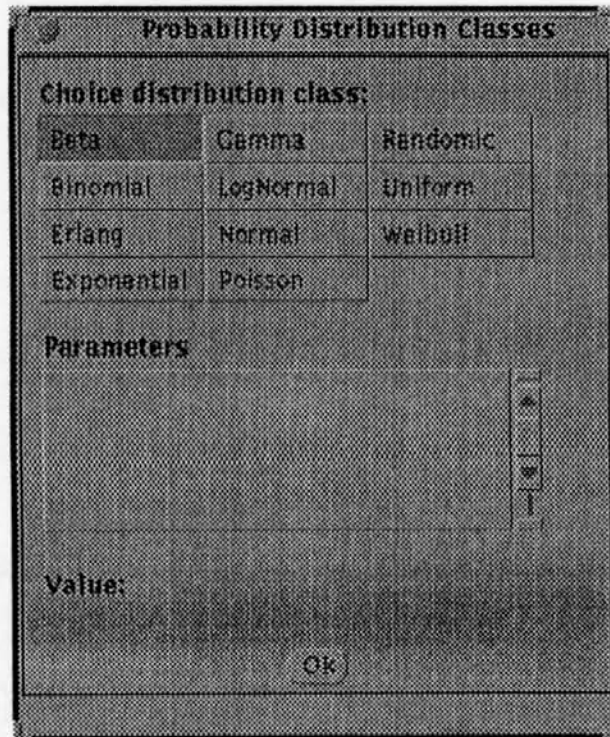 Probability Distribution Classes
Choice distribution class:
Beta Gamma Randomic
Binomial LogNormal Uniform
Erlang Normal Weibull
Exponential Poisson
Parameters
Value:
Ok